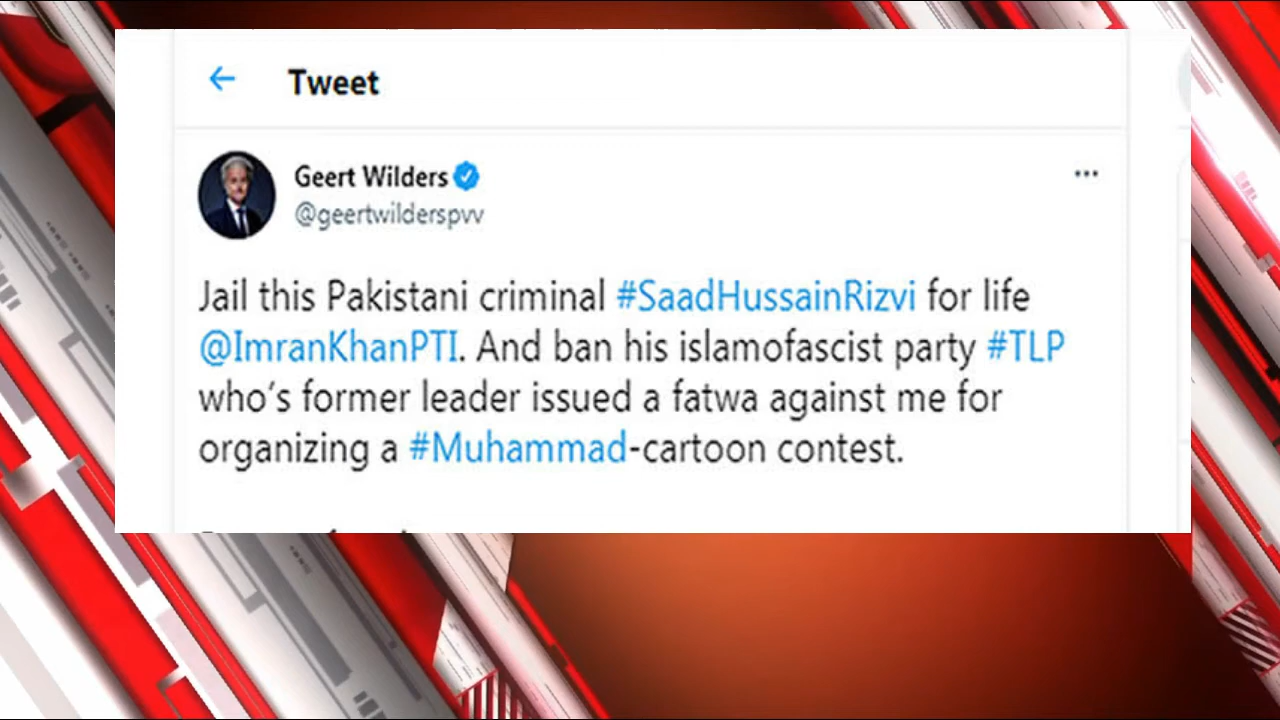 Tweet
Geert Wilders
@geertwilderspvv
Jail this Pakistani criminal #SaadHussainRizvi for life
@ImranKhanPTI. And ban his islamofascist party #TLP
who's former leader issued a fatwa against me for
organizing a #Muhammad-cartoon contest.